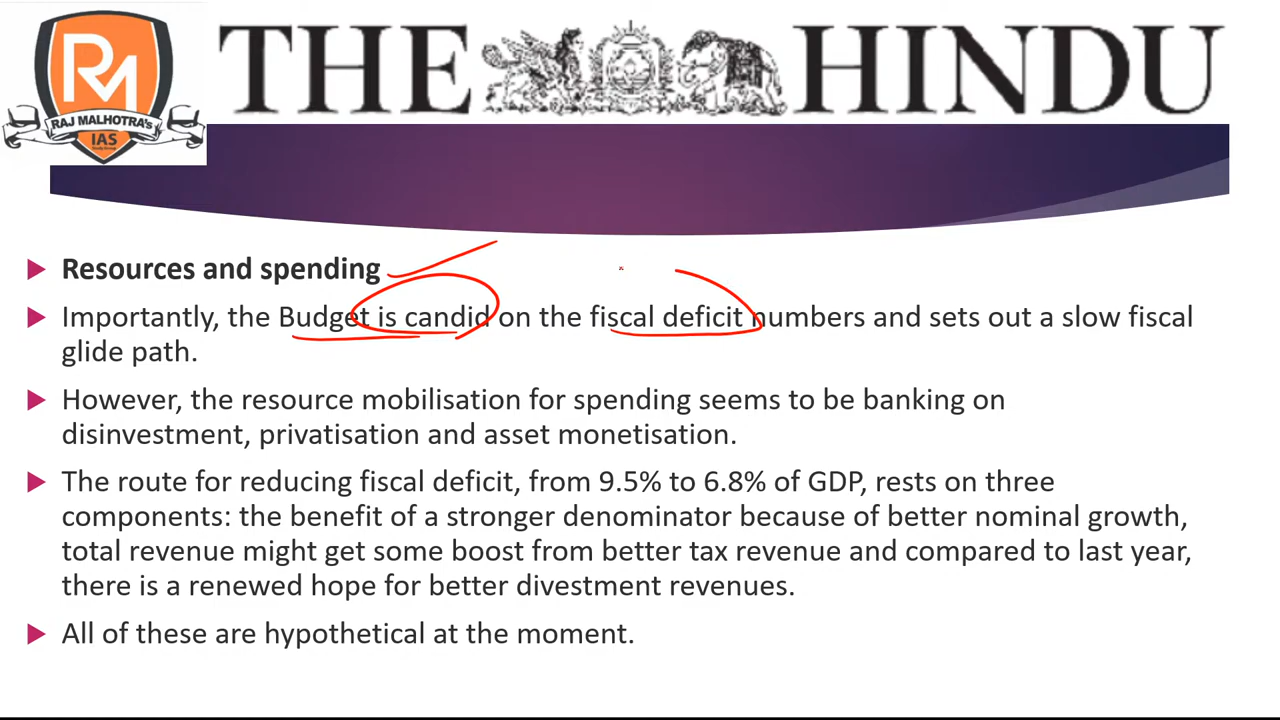 RM
RAJ MALHOTRA'S
IAS
Study Group
THE HINDU
Resources and spending
Importantly, the Budget is candid on the fiscal deficit numbers and sets out a slow fiscal
glide path.
However, the resource mobilisation for spending seems to be banking on
disinvestment, privatisation and asset monetisation.
The route for reducing fiscal deficit, from 9.5% to 6.8% of GDP, rests on three
components: the benefit of a stronger denominator because of better nominal growth,
total revenue might get some boost from better tax revenue and compared to last year,
there is a renewed hope for better divestment revenues.
All of these are hypothetical at the moment.